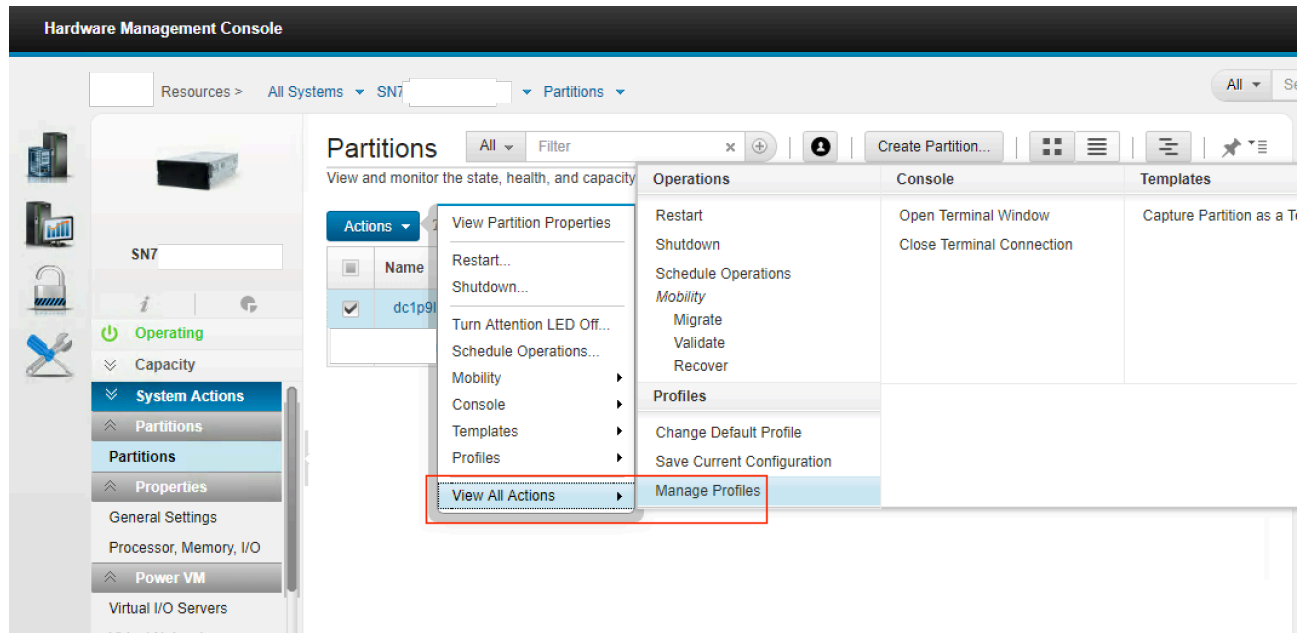 Hardware Management Console
Resources > All Systems SN7 Partitions
All
SN7
Operating
Capacity
System Actions
Partitions
Partitions
Properties
General Settings
Processor, Memory, I/O
Power VM
Virtual I/O Servers
Partitions All Filter Create Partition...
View and monitor the state, health, and capacity
Actions
Name
dc1p9
View Partition Properties
Restart...
Shutdown...
Turn Attention LED Off...
Schedule Operations...
Mobility
Console
Templates
Profiles
View All Actions
Operations
Restart
Shutdown
Schedule Operations
Mobility
Migrate
Validate
Recover
Profiles
Change Default Profile
Save Current Configuration
Manage Profiles
Console
Open Terminal Window
Close Terminal Connection
Templates
Capture Partition as a